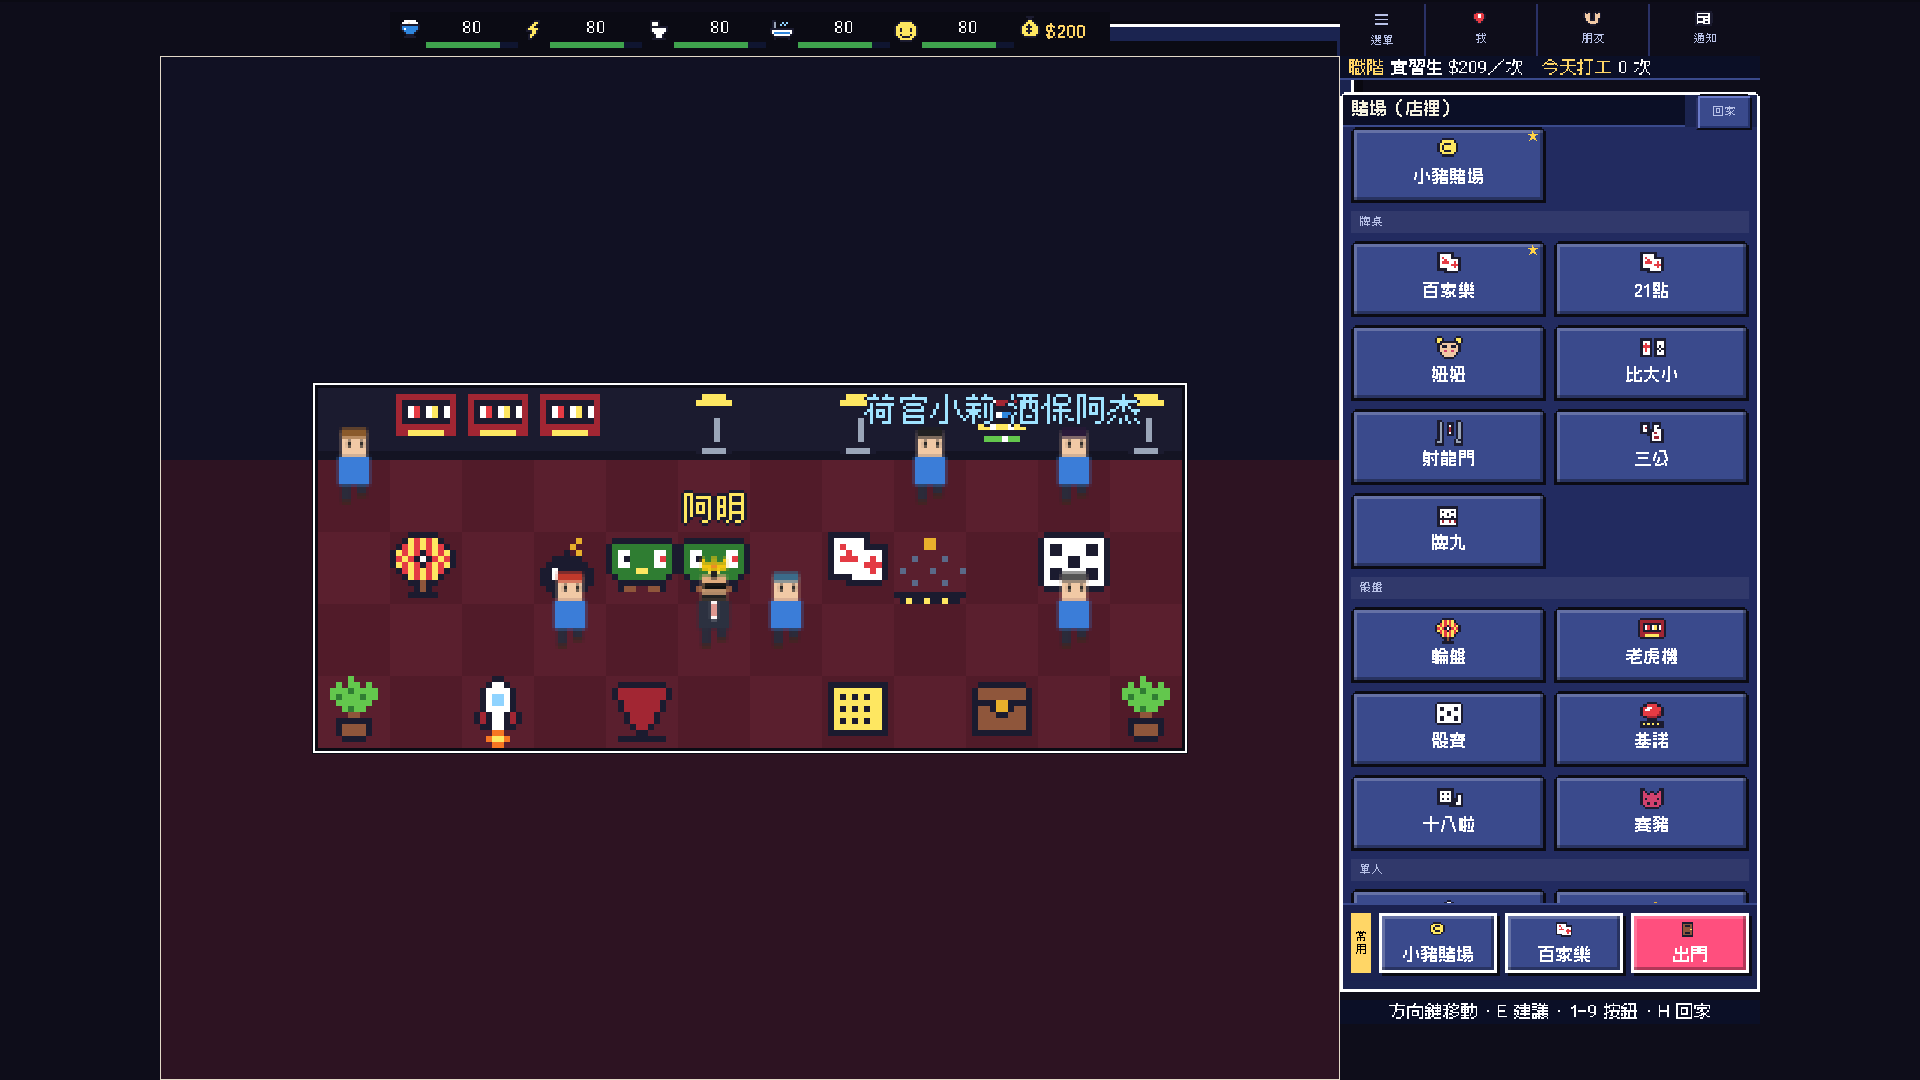 80 80 80 80 80 $200
選單 我 朋友 通知
職階 實習生 $209／次 今天打工 0 次
賭場（店裡） 回家
小豬賭場
牌桌
百家樂 21點
妞妞 比大小
射龍門 三公
牌九
骰盤
輪盤 老虎機
骰寶 基諾
十八啦 賽豬
單人
常用 小豬賭場 百家樂 出門
方向鍵移動 · E 建議 · 1-9 按鈕 · H 回家
荷官小莉 酒保阿杰
阿明